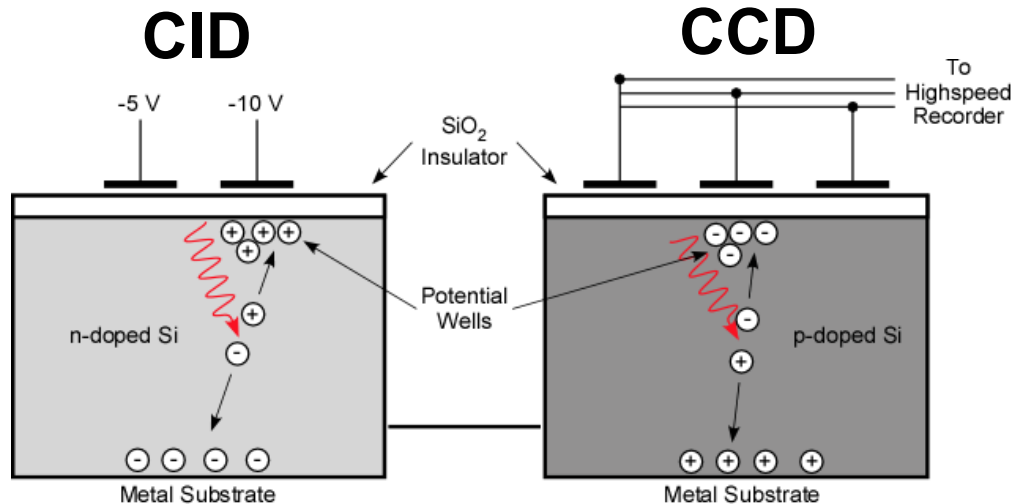 CID
CCD
-5 V
-10 V
To
Highspeed
Recorder
SiO2
Insulator
+ + + +
- - - -
+
-
-
+
n-doped Si
Potential
Wells
p-doped Si
- - - -
+ + + +
Metal Substrate
Metal Substrate